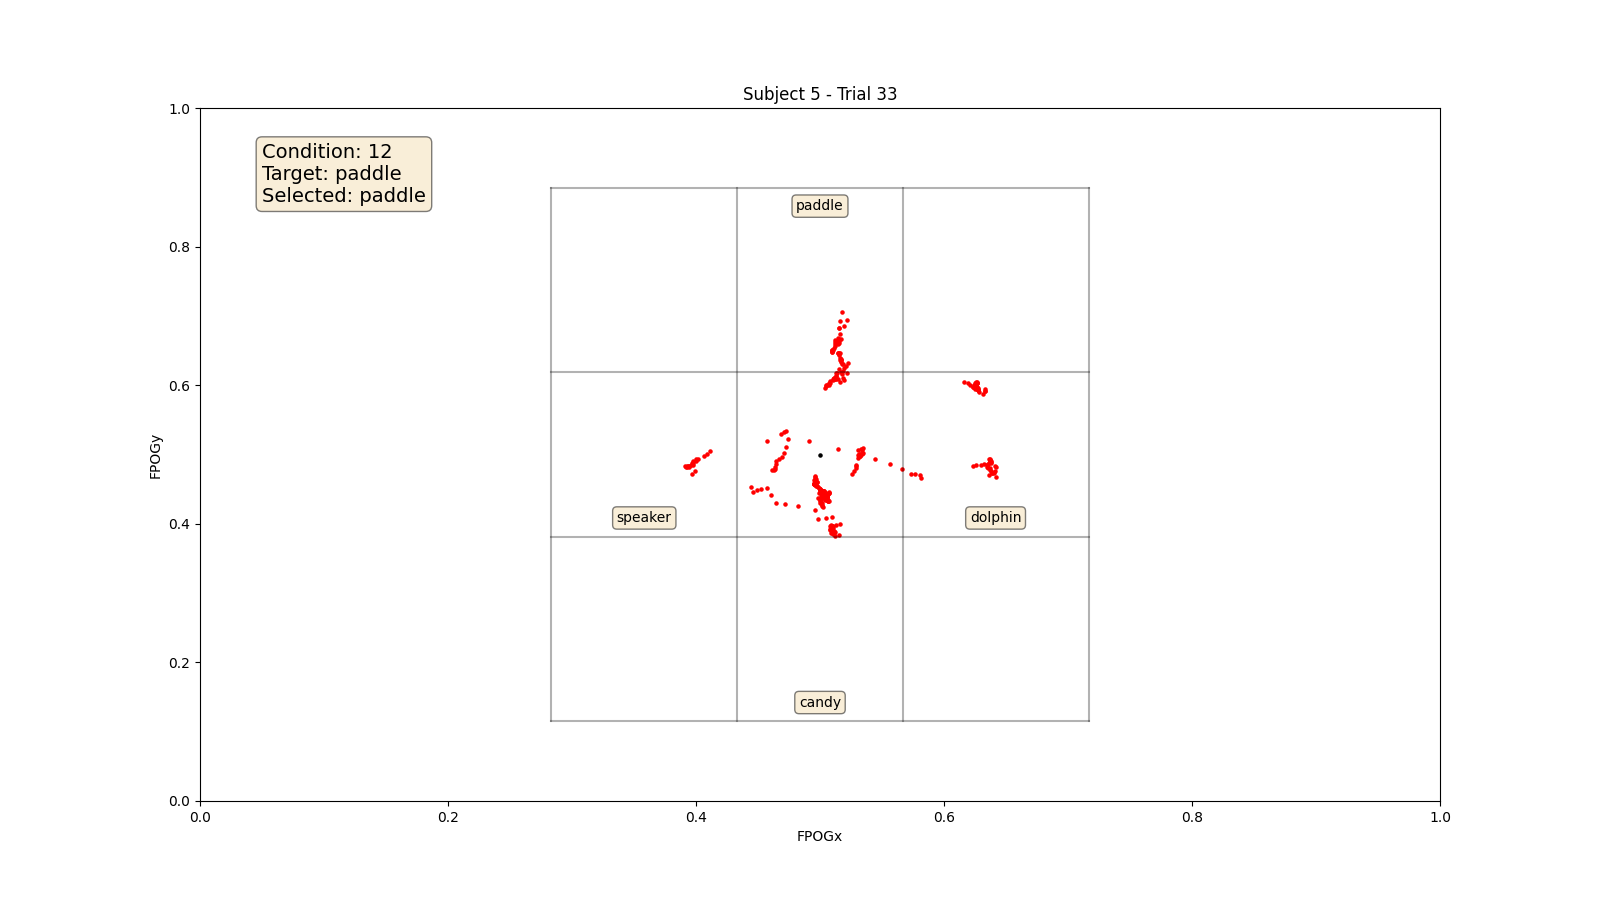 Subject 5 - Trial 33
Condition: 12
Target: paddle
Selected: paddle
paddle
speaker
dolphin
candy
1.0
0.8
0.6
0.4
0.2
0.0
FPOGy
0.0 0.2 0.4 0.6 0.8 1.0
FPOGx